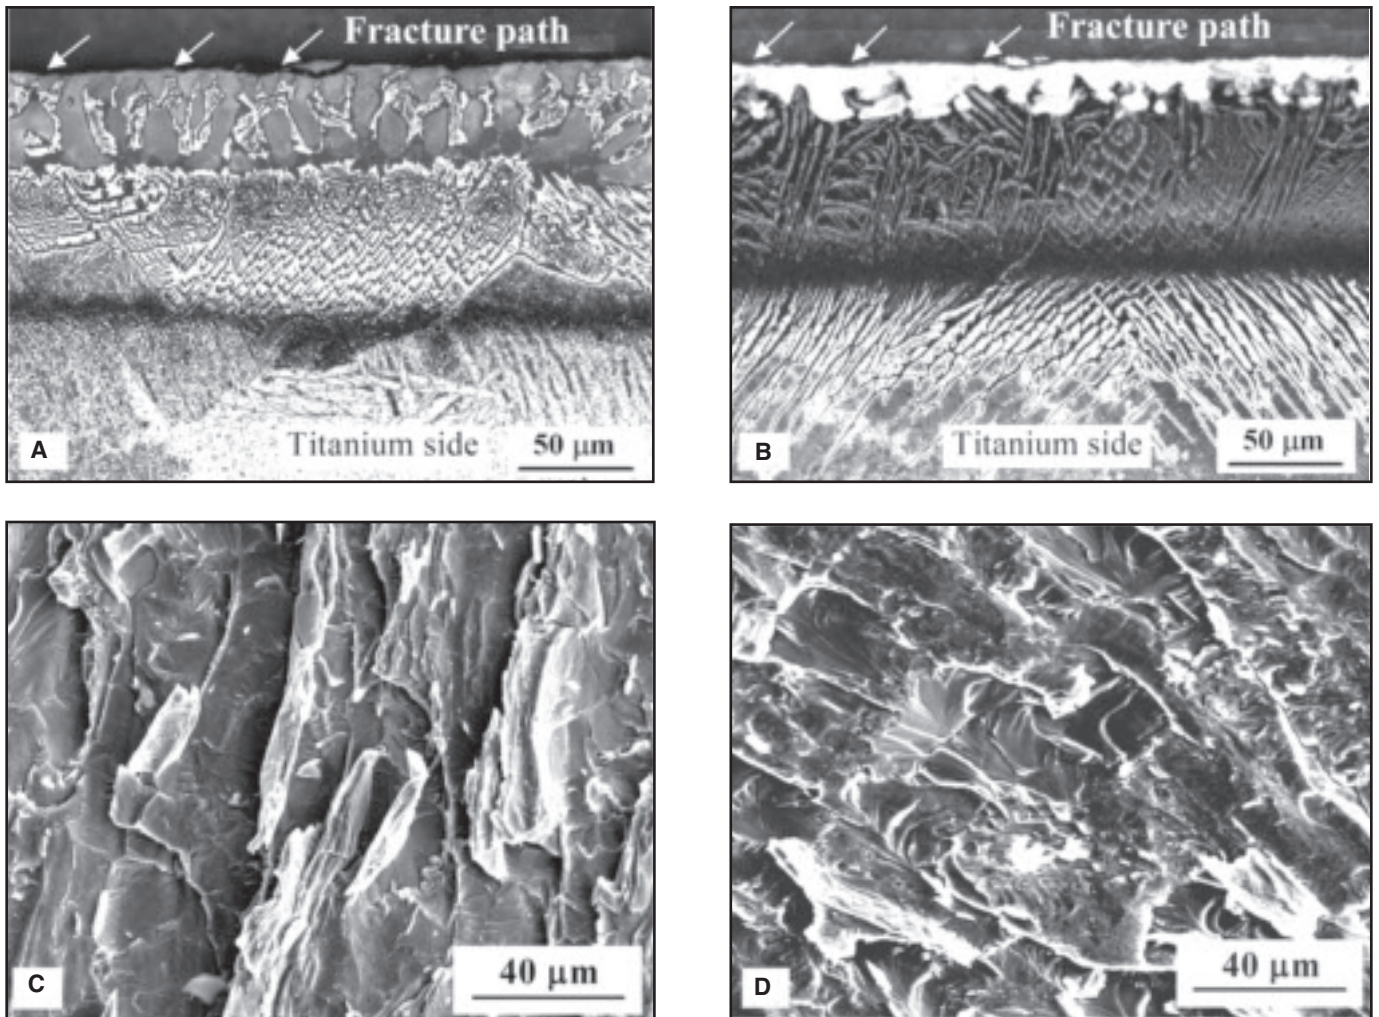 Fracture path
Titanium side
50 μm
A
Fracture path
Titanium side
50 μm
B
40 μm
C
40 μm
D